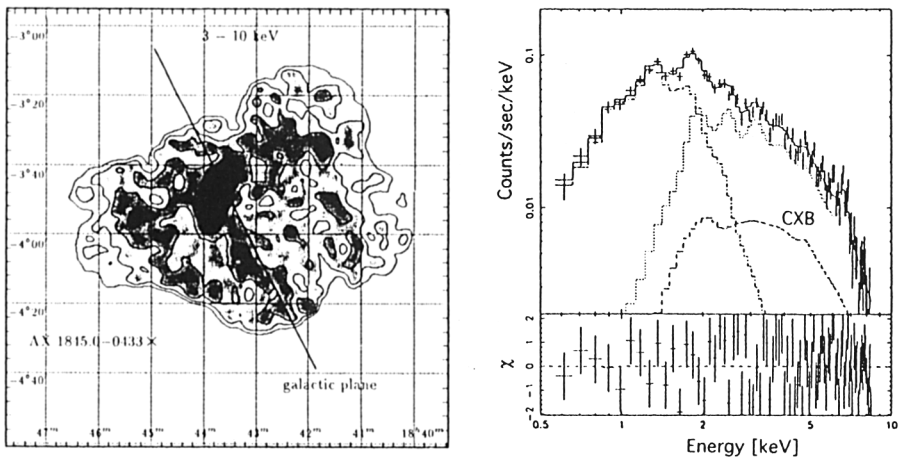 3 – 10 keV
−3°00
−3°20
−3°40
−4°00
−4°20
AX 1815.0−0433 ×
−4°40
galactic plane
47ᵐ 46ᵐ 45ᵐ 44ᵐ 43ᵐ 42ᵐ 41ᵐ 18ʰ40ᵐ
Counts/sec/keV
0.1
0.01
CXB
χ
2
1
0
-1
-2
0.5 1 2 5 10
Energy [keV]